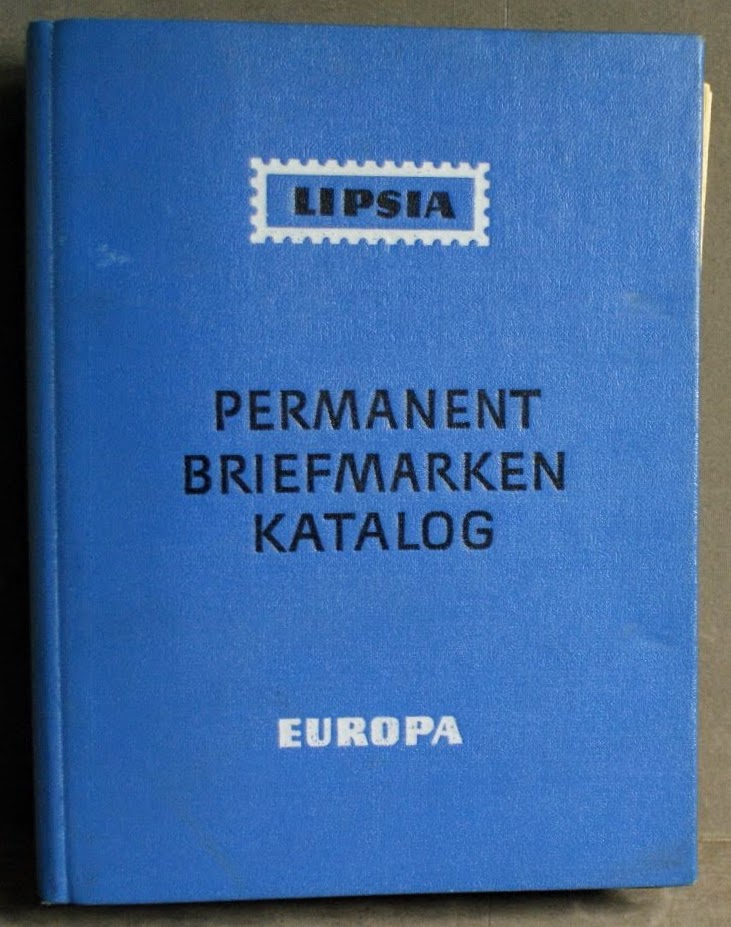 LIPSIA
PERMANENT
BRIEFMARKEN
KATALOG
EUROPA